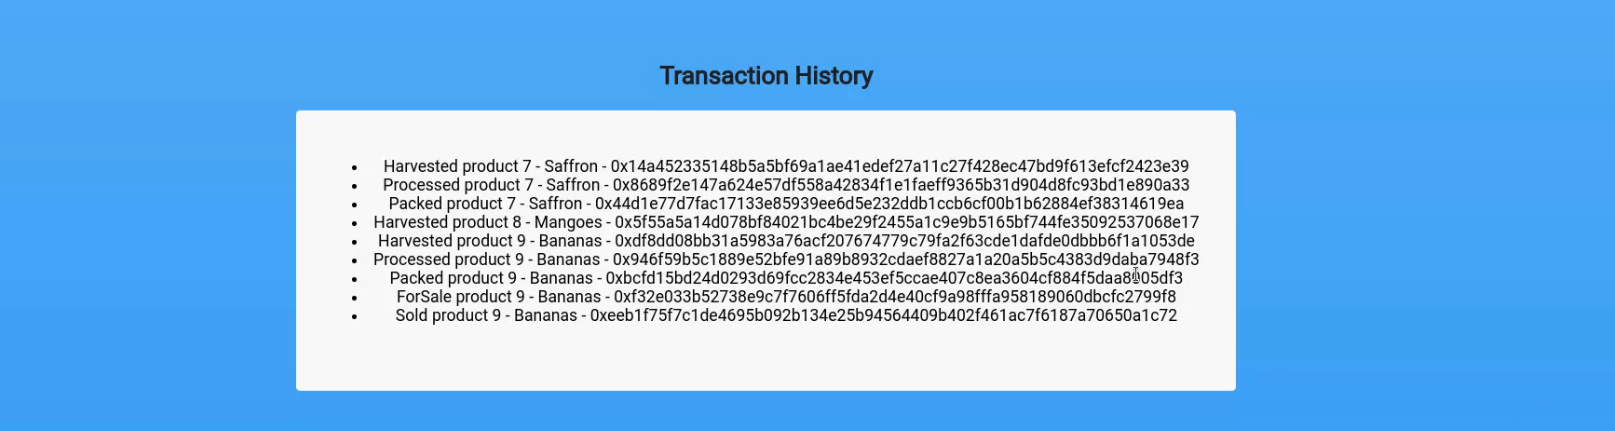 Transaction History
Harvested product 7 - Saffron - 0x14a452335148b5a5bf69a1ae41edef27a11c27f428ec47bd9f613efcf2423e39
Processed product 7 - Saffron - 0x8689f2e147a624e57df558a42834f1e1faeff9365b31d904d8fc93bd1e890a33
Packed product 7 - Saffron - 0x44d1e77d7fac17133e85939ee6d5e232ddb1ccb6cf00b1b62884ef38314619ea
Harvested product 8 - Mangoes - 0x5f55a5a14d078bf84021bc4be29f2455a1c9e9b5165bf744fe35092537068e17
Harvested product 9 - Bananas - 0xdf8dd08bb31a5983a76acf207674779c79fa2f63cde1dafde0dbbb6f1a1053de
Processed product 9 - Bananas - 0x946f59b5c1889e52bfe91a89b8932cdaef8827a1a20a5b5c4383d9daba7948f3
Packed product 9 - Bananas -
ForSale product 9 - Bananas - 0xf32e033b52738e9c7f7606ff5fda2d4e40cf9a98fffa958189060dbcfc2799f8
Sold product 9 - Bananas - 0xeeb1f75f7c1de4695b092b134e25b94564409b402f461ac7f6187a70650a1c72